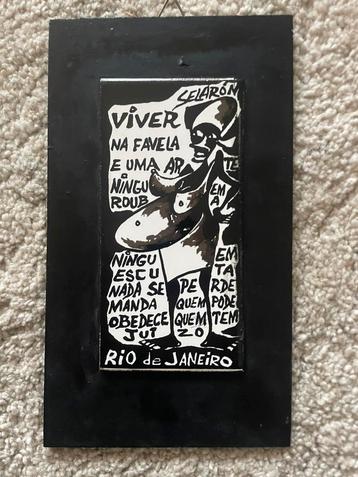 SELARÓN
VIVER
NA FAVELA
E UMA AR TE
NINGU EM
ROUB A
NINGU EM
ESCU TA
NADA SE PE RDE
MANDA QUEM PODE
OBEDECE QUEM TEM
JUI ZO
RIO de JANEIRO